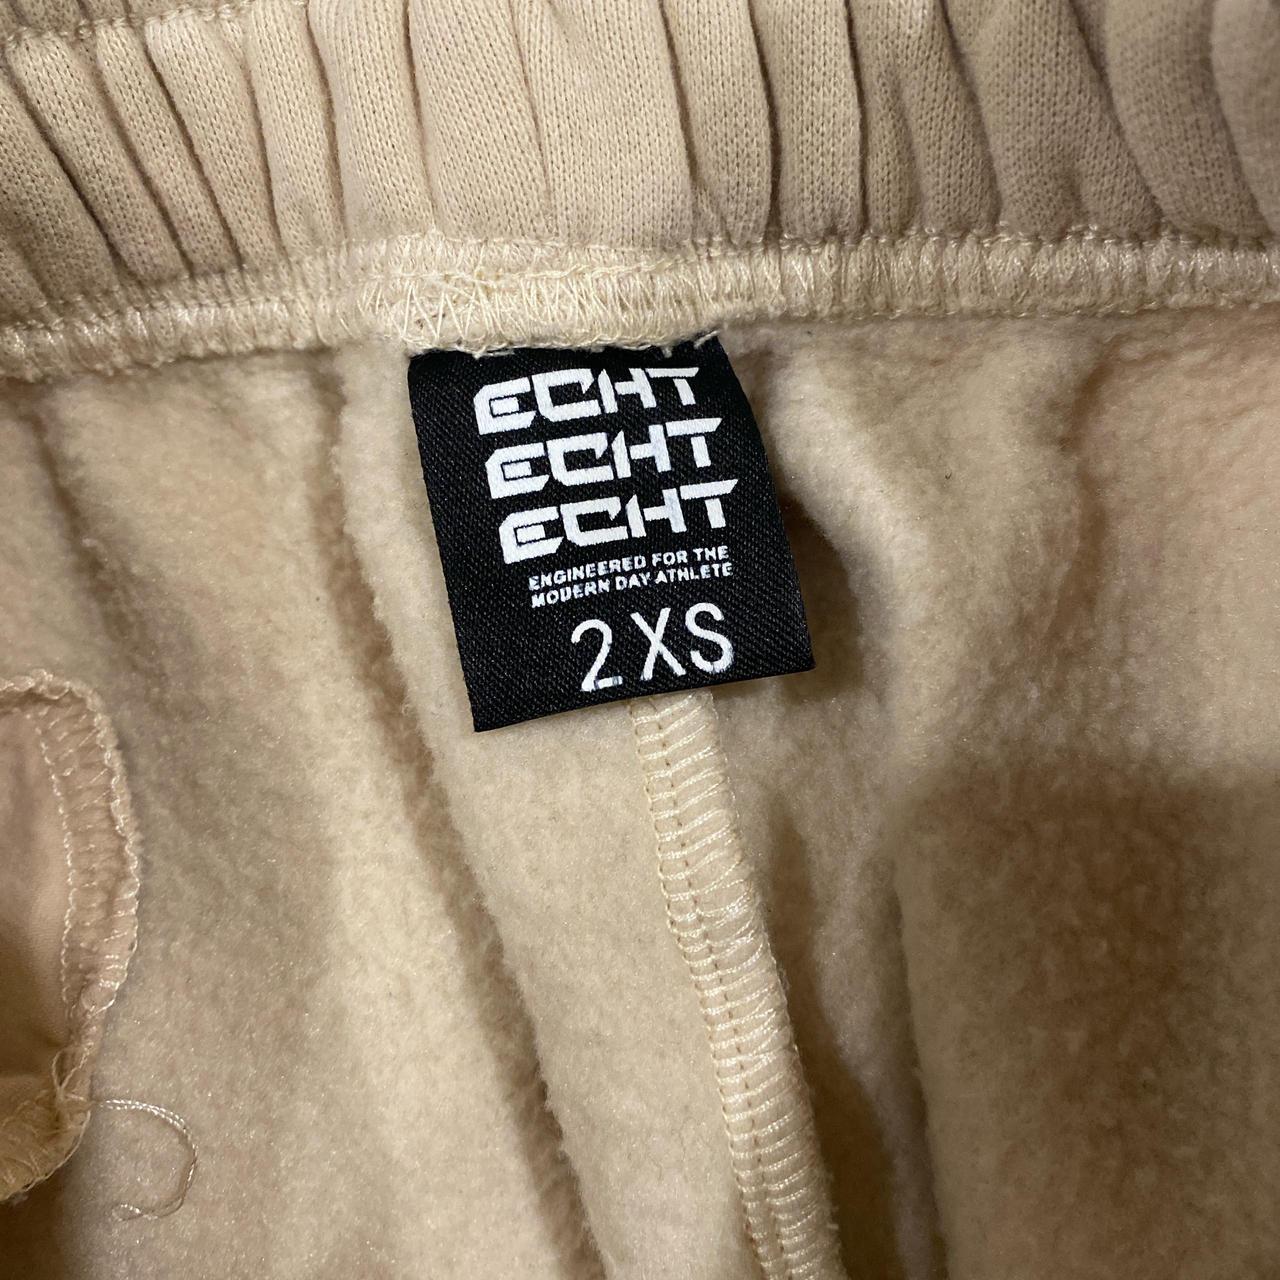 ECHT
ECHT
ECHT
ENGINEERED FOR THE
MODERN DAY ATHLETE
2XS